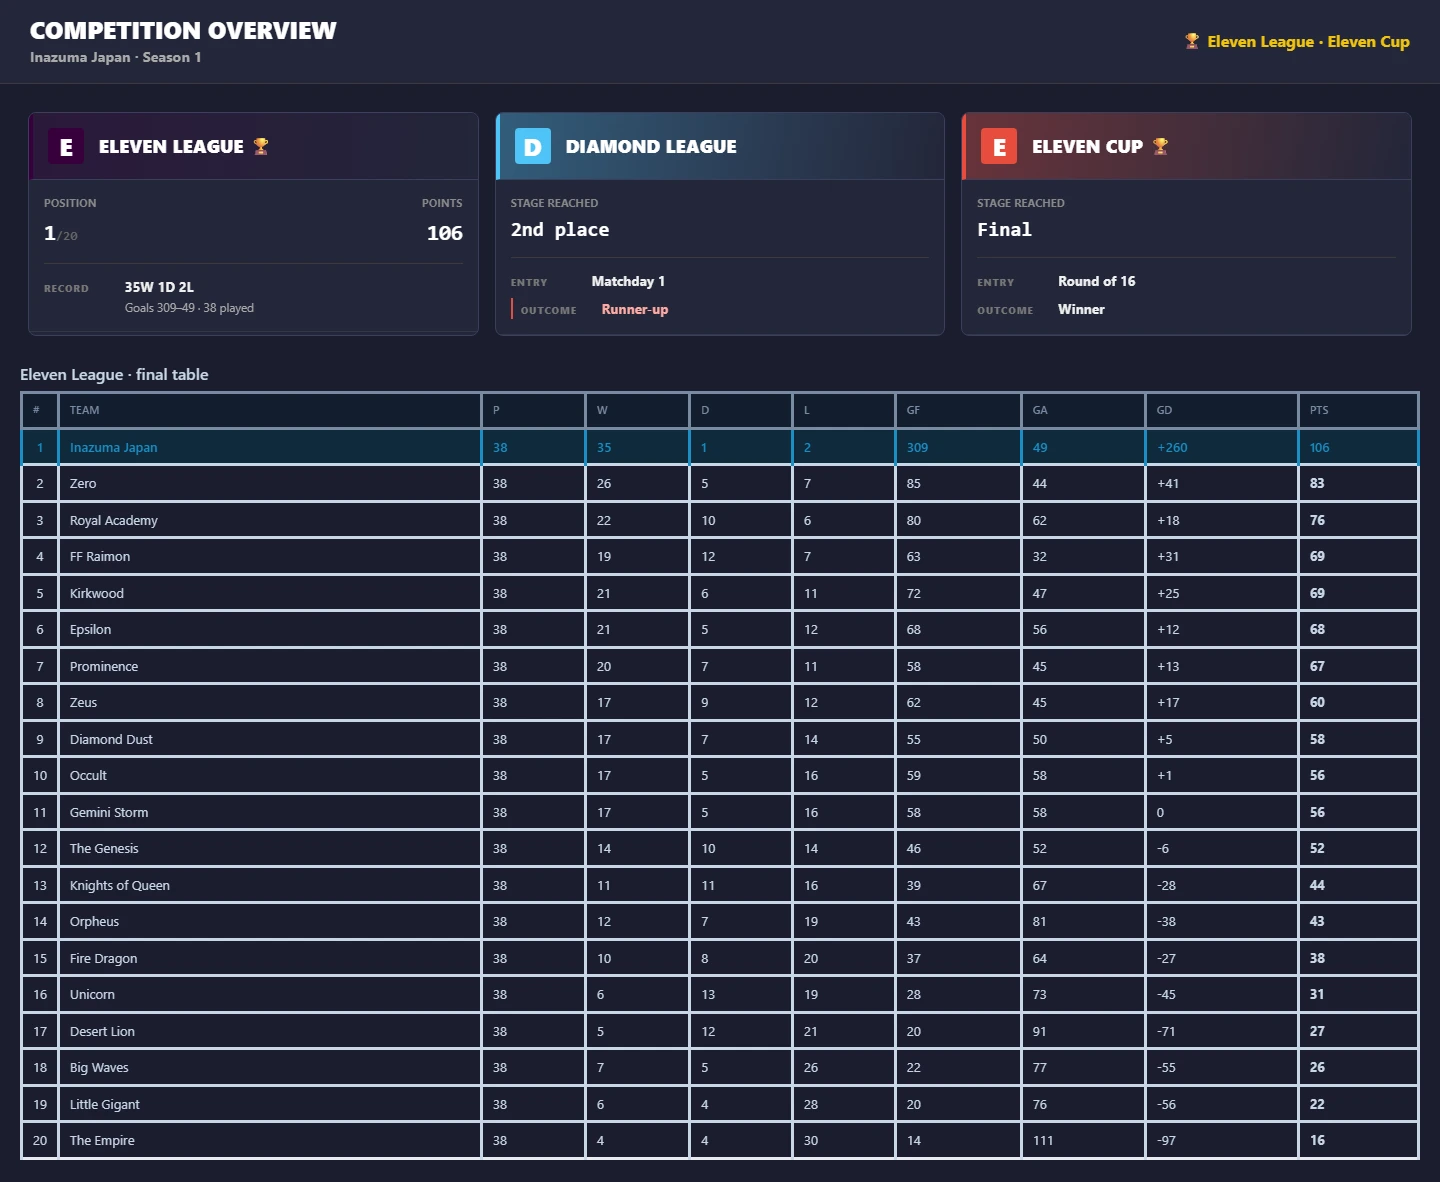 COMPETITION OVERVIEW
Inazuma Japan · Season 1
🏆 Eleven League · Eleven Cup
E ELEVEN LEAGUE 🏆
POSITION POINTS
1/20 106
RECORD 35W 1D 2L
Goals 309–49 · 38 played
D DIAMOND LEAGUE
STAGE REACHED
2nd place
ENTRY Matchday 1
OUTCOME Runner-up
E ELEVEN CUP 🏆
STAGE REACHED
Final
ENTRY Round of 16
OUTCOME Winner
Eleven League · final table
# TEAM P W D L GF GA GD PTS
1 Inazuma Japan 38 35 1 2 309 49 +260 106
2 Zero 38 26 5 7 85 44 +41 83
3 Royal Academy 38 22 10 6 80 62 +18 76
4 FF Raimon 38 19 12 7 63 32 +31 69
5 Kirkwood 38 21 6 11 72 47 +25 69
6 Epsilon 38 21 5 12 68 56 +12 68
7 Prominence 38 20 7 11 58 45 +13 67
8 Zeus 38 17 9 12 62 45 +17 60
9 Diamond Dust 38 17 7 14 55 50 +5 58
10 Occult 38 17 5 16 59 58 +1 56
11 Gemini Storm 38 17 5 16 58 58 0 56
12 The Genesis 38 14 10 14 46 52 -6 52
13 Knights of Queen 38 11 11 16 39 67 -28 44
14 Orpheus 38 12 7 19 43 81 -38 43
15 Fire Dragon 38 10 8 20 37 64 -27 38
16 Unicorn 38 6 13 19 28 73 -45 31
17 Desert Lion 38 5 12 21 20 91 -71 27
18 Big Waves 38 7 5 26 22 77 -55 26
19 Little Gigant 38 6 4 28 20 76 -56 22
20 The Empire 38 4 4 30 14 111 -97 16